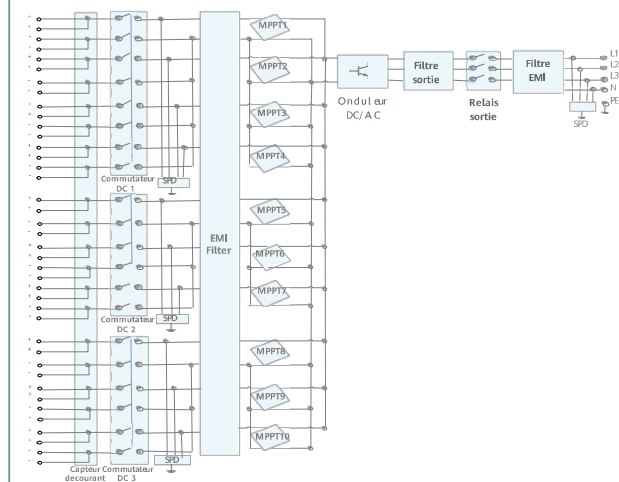 MPPT1
MPPT2
MPPT3
MPPT4
MPPT5
MPPT6
MPPT7
MPPT8
MPPT9
MPPT10
Commutateur
DC 1
SPD
Commutateur
DC 2
SPD
Capteur
decourant
Commutateur
DC 3
SPD
EMI
Filter
Onduleur
DC/AC
Filtre
sortie
Relais
sortie
Filtre
EMI
L1
L2
L3
N
PE
SPD